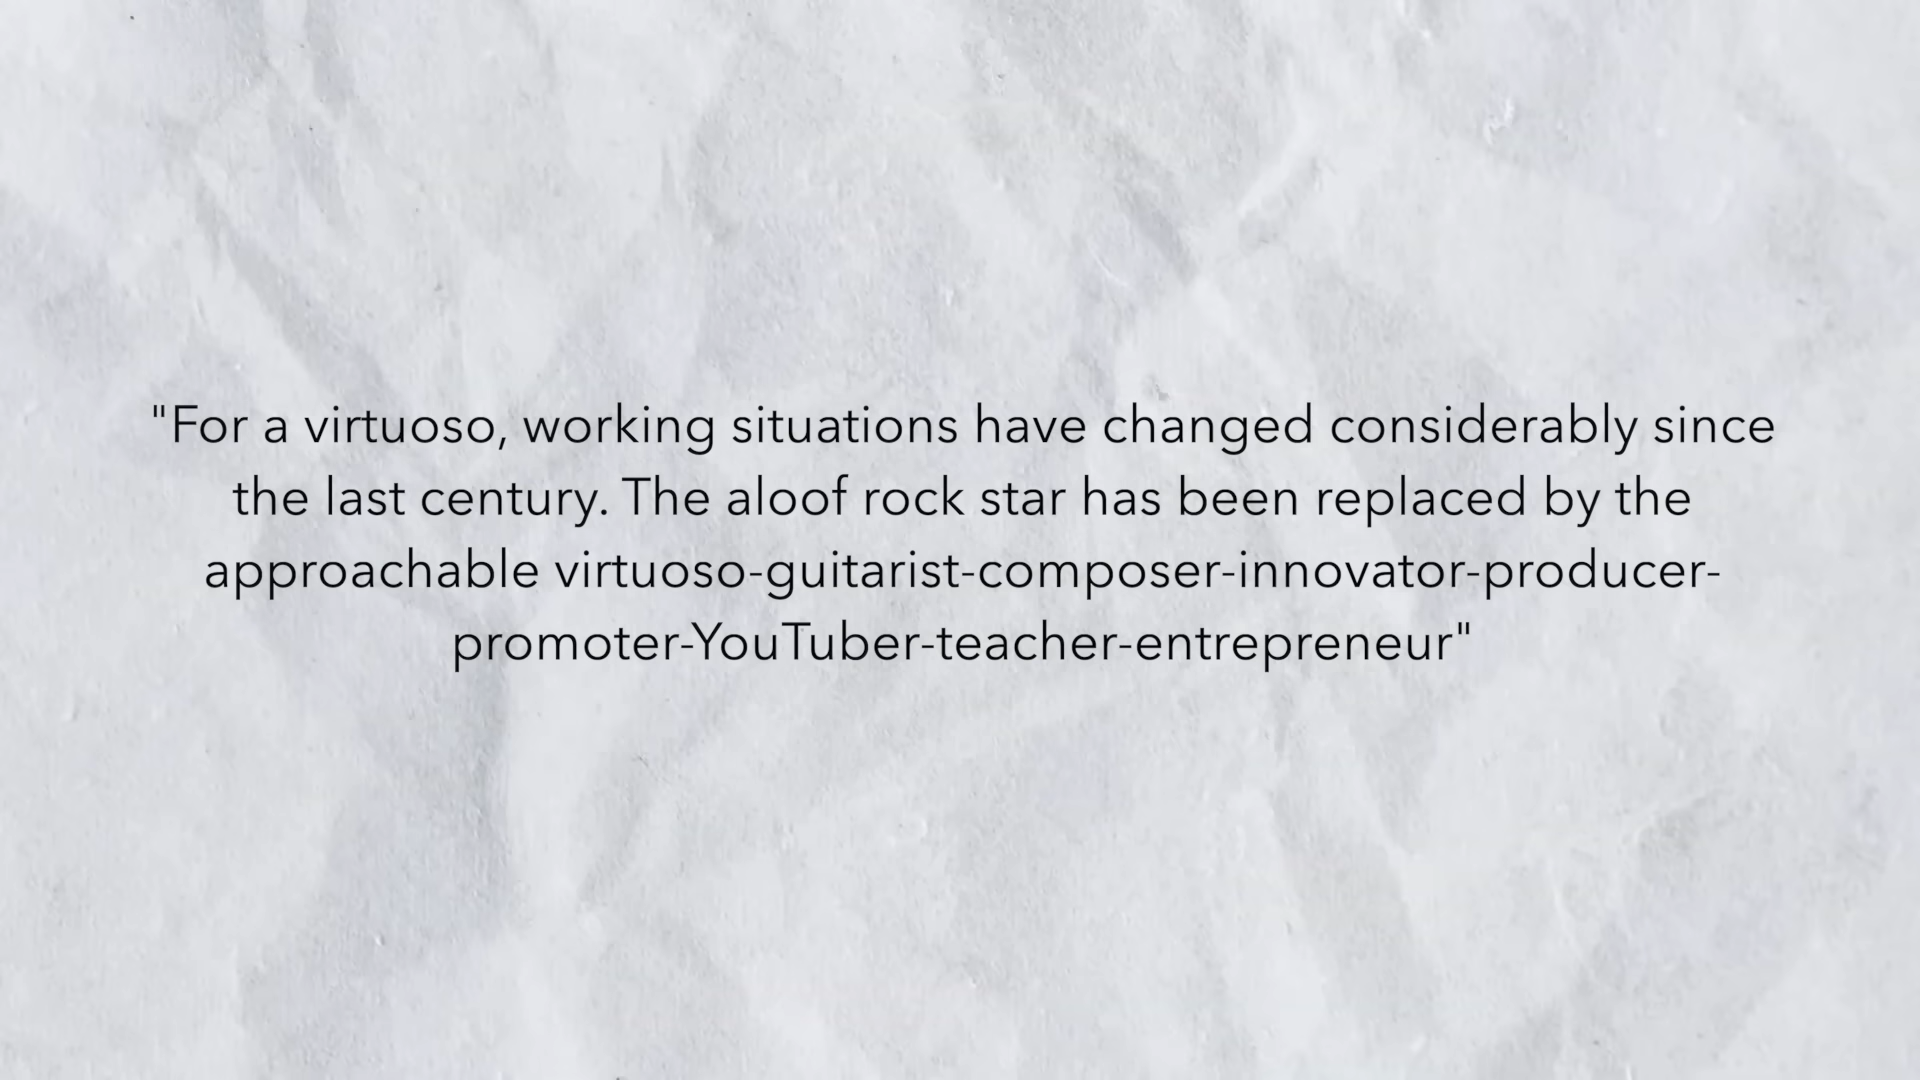 "For a virtuoso, working situations have changed considerably since
the last century. The aloof rock star has been replaced by the
approachable virtuoso-guitarist-composer-innovator-producer-
promoter-YouTuber-teacher-entrepreneur"